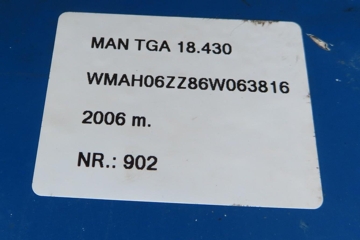 MAN TGA 18.430
WMAH06ZZ86W063816
2006 m.
NR.: 902